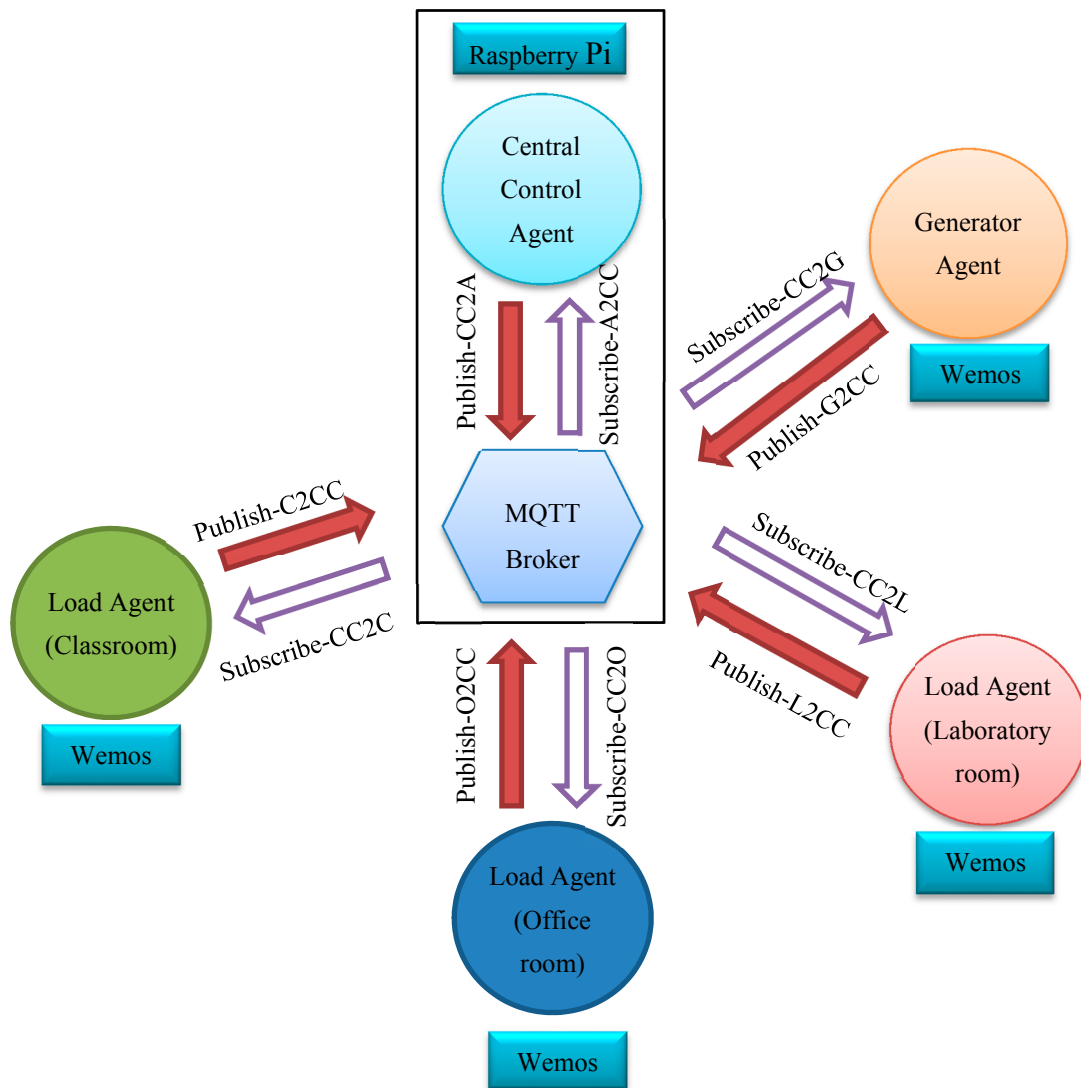 Raspberry Pi
Central
Control
Agent
Publish-CC2A
Subscribe-A2CC
MQTT
Broker
Generator
Agent
Wemos
Subscribe-CC2G
Publish-G2CC
Publish-C2CC
Subscribe-CC2C
Load Agent
(Classroom)
Wemos
Subscribe-CC2L
Publish-L2CC
Load Agent
(Laboratory
room)
Wemos
Publish-O2CC
Subscribe-CC2O
Load Agent
(Office
room)
Wemos